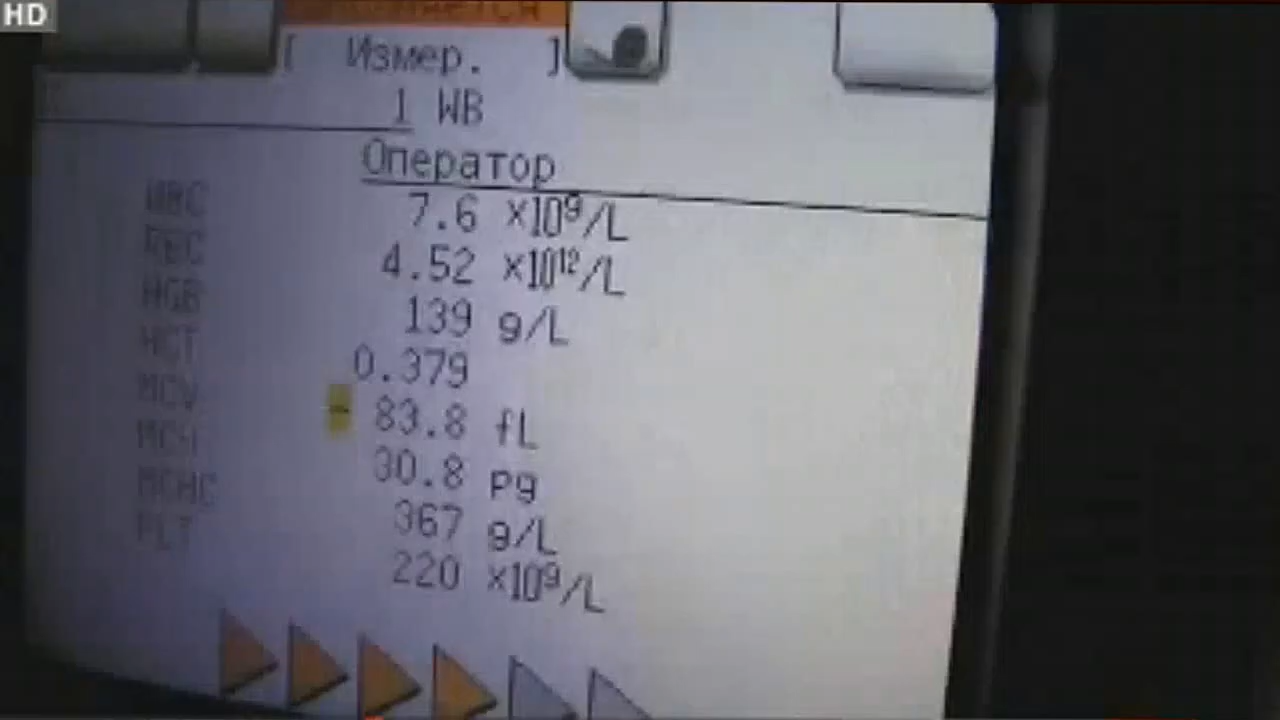 HD
[ Измер. ]
1 WB
Оператор
WBC 7.6 x10⁹/L
RBC 4.52 x10¹²/L
HGB 139 g/L
HCT 0.379
MCV - 83.8 fL
MCH 30.8 pg
MCHC 367 g/L
PLT 220 x10⁹/L